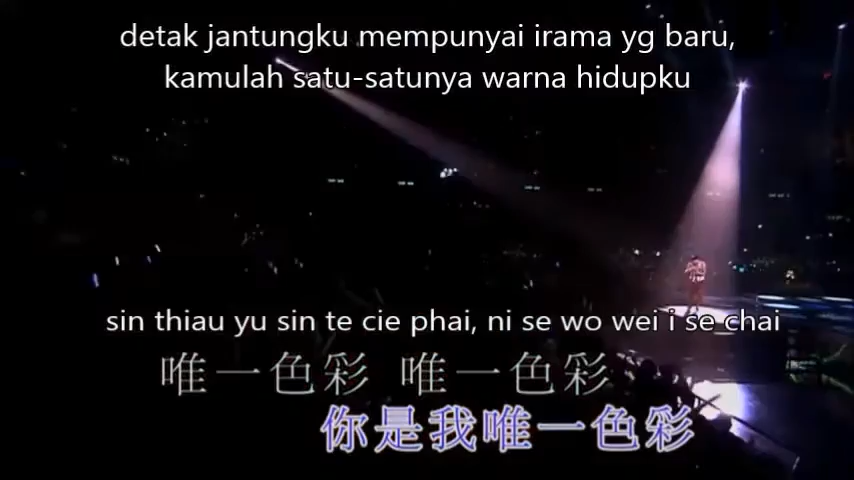 detak jantungku mempunyai irama yg baru,
kamulah satu-satunya warna hidupku
sin thiau yu sin te cie phai, ni se wo wei i se chai
唯一色彩 唯一色彩
你是我唯一色彩